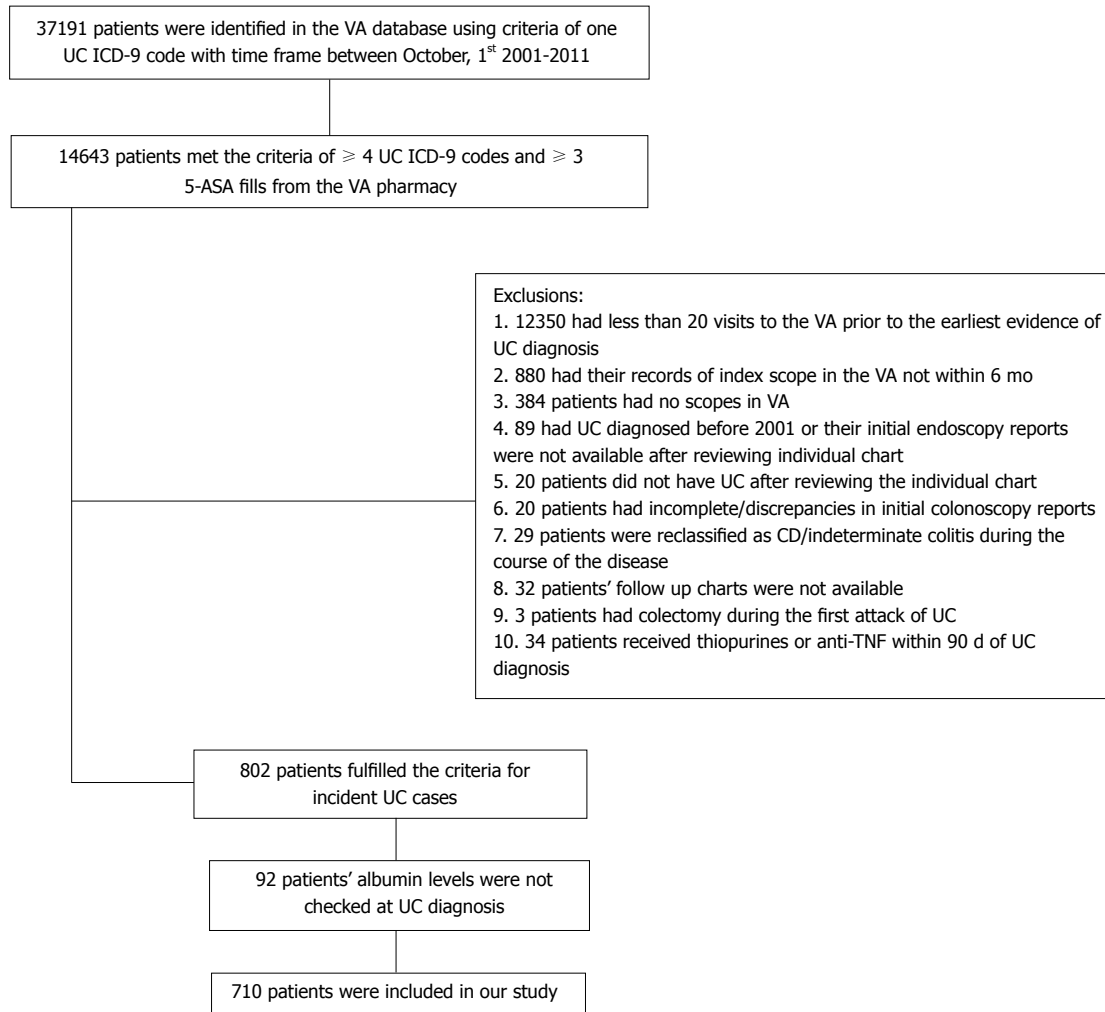 37191 patients were identified in the VA database using criteria of one
UC ICD-9 code with time frame between October, 1st 2001-2011
14643 patients met the criteria of ≥ 4 UC ICD-9 codes and ≥ 3
5-ASA fills from the VA pharmacy
Exclusions:
1. 12350 had less than 20 visits to the VA prior to the earliest evidence of
UC diagnosis
2. 880 had their records of index scope in the VA not within 6 mo
3. 384 patients had no scopes in VA
4. 89 had UC diagnosed before 2001 or their initial endoscopy reports
were not available after reviewing individual chart
5. 20 patients did not have UC after reviewing the individual chart
6. 20 patients had incomplete/discrepancies in initial colonoscopy reports
7. 29 patients were reclassified as CD/indeterminate colitis during the
course of the disease
8. 32 patients' follow up charts were not available
9. 3 patients had colectomy during the first attack of UC
10. 34 patients received thiopurines or anti-TNF within 90 d of UC
diagnosis
802 patients fulfilled the criteria for
incident UC cases
92 patients' albumin levels were not
checked at UC diagnosis
710 patients were included in our study